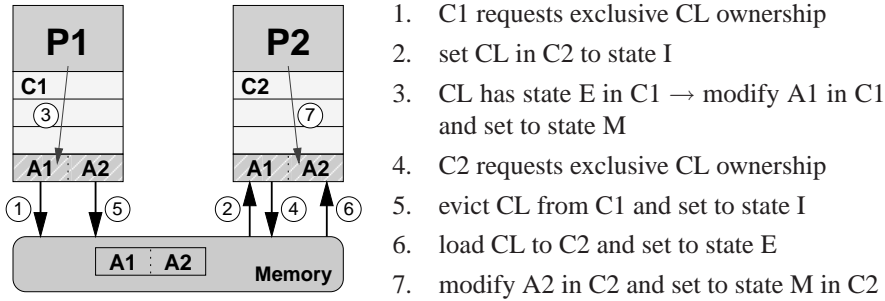 P1
P2
C1
C2
3
7
A1 A2
A1 A2
1
5
2
4
6
A1 A2
Memory
1. C1 requests exclusive CL ownership
2. set CL in C2 to state I
3. CL has state E in C1 → modify A1 in C1
and set to state M
4. C2 requests exclusive CL ownership
5. evict CL from C1 and set to state I
6. load CL to C2 and set to state E
7. modify A2 in C2 and set to state M in C2